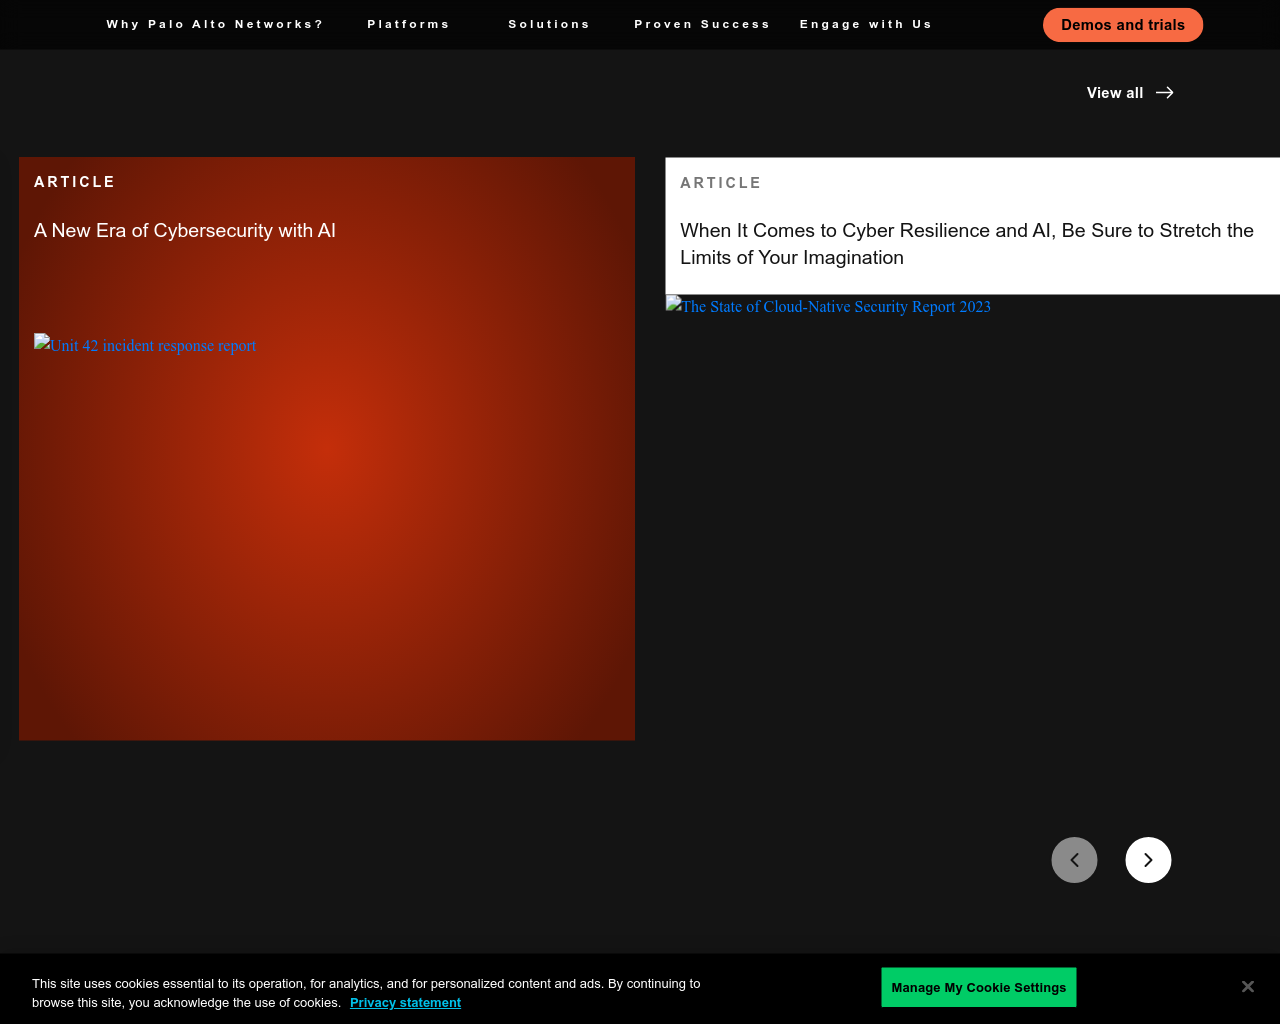 Why Palo Alto Networks?
Platforms
Solutions
Proven Success
Engage with Us
Demos and trials
View all
ARTICLE
A New Era of Cybersecurity with AI
Unit 42 incident response report
ARTICLE
When It Comes to Cyber Resilience and AI, Be Sure to Stretch the
Limits of Your Imagination
The State of Cloud-Native Security Report 2023
This site uses cookies essential to its operation, for analytics, and for personalized content and ads. By continuing to
browse this site, you acknowledge the use of cookies. Privacy statement
Manage My Cookie Settings